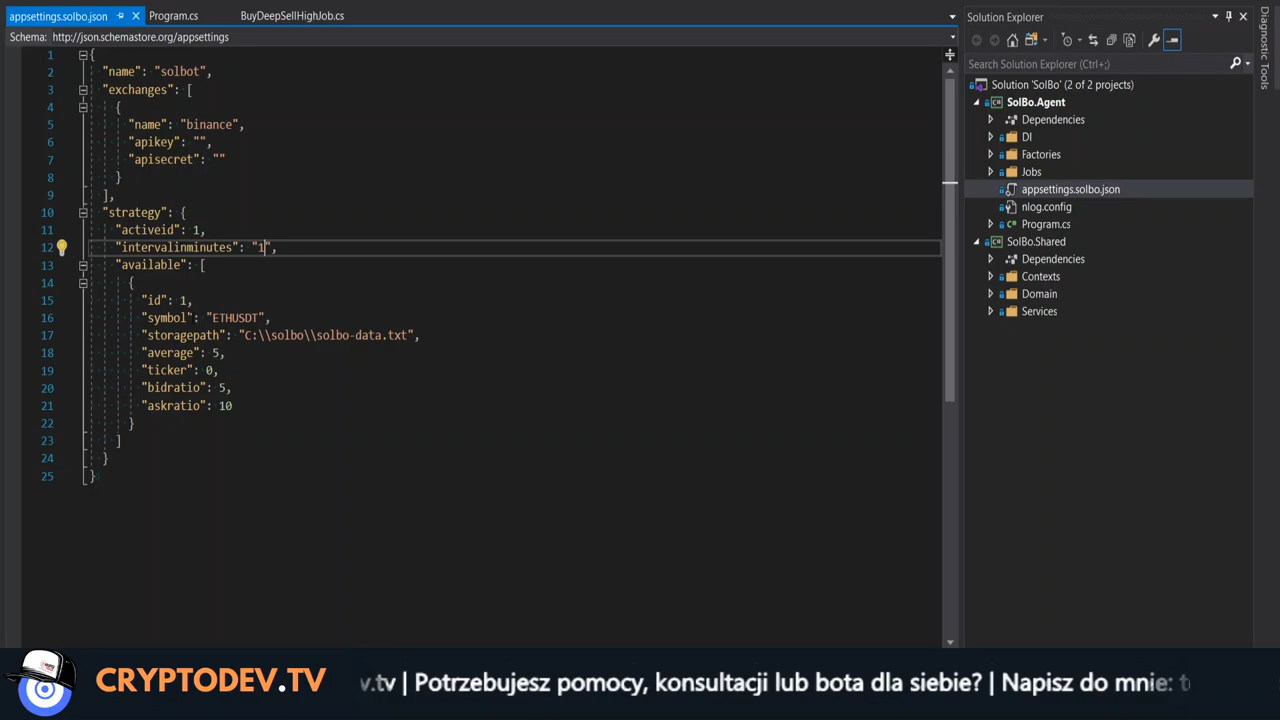 appsettings.solbo.json
Program.cs
BuyDeepSellHighJob.cs
Schema: http://json.schemastore.org/appsettings
1 {
2 "name": "solbot",
3 "exchanges": [
4 {
5 "name": "binance",
6 "apikey": "",
7 "apisecret": ""
8 }
9 ],
10 "strategy": {
11 "activeid": 1,
12 "intervalinminutes": "1",
13 "available": [
14 {
15 "id": 1,
16 "symbol": "ETHUSDT",
17 "storagepath": "C:\\solbo\\solbo-data.txt",
18 "average": 5,
19 "ticker": 0,
20 "bidratio": 5,
21 "askratio": 10
22 }
23 ]
24 }
25 }
Solution Explorer
Search Solution Explorer (Ctrl+;)
Solution 'SolBo' (2 of 2 projects)
SolBo.Agent
Dependencies
DI
Factories
Jobs
appsettings.solbo.json
nlog.config
Program.cs
SolBo.Shared
Dependencies
Contexts
Domain
Services
Diagnostic Tools
CRYPTODEV.TV
v.tv | Potrzebujesz pomocy, konsultacji lub bota dla siebie? | Napisz do mnie: